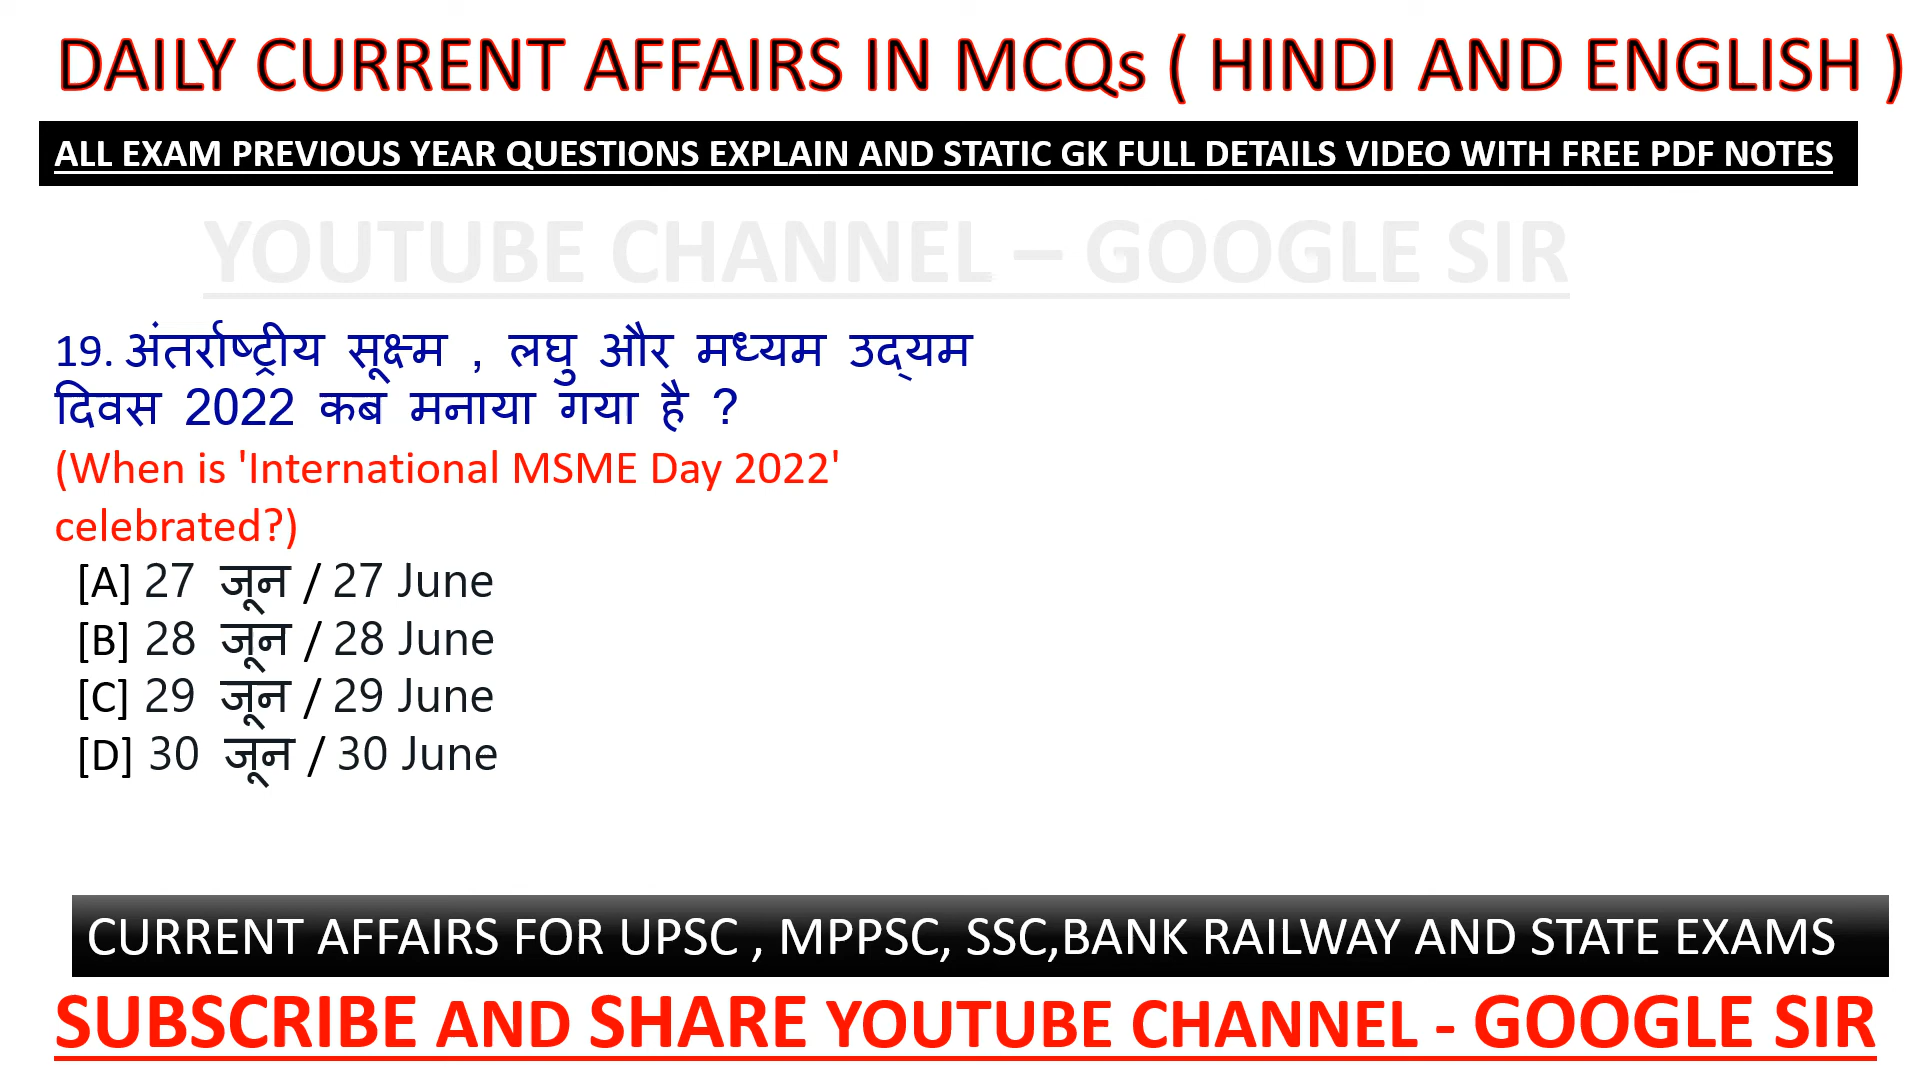 DAILY CURRENT AFFAIRS IN MCQs ( HINDI AND ENGLISH )
ALL EXAM PREVIOUS YEAR QUESTIONS EXPLAIN AND STATIC GK FULL DETAILS VIDEO WITH FREE PDF NOTES
YOUTUBE CHANNEL – GOOGLE SIR
19. अंतर्राष्ट्रीय सूक्ष्म , लघु और मध्यम उद्यम
दिवस 2022 कब मनाया गया है ?
(When is 'International MSME Day 2022'
celebrated?)
[A] 27 जून / 27 June
[B] 28 जून / 28 June
[C] 29 जून / 29 June
[D] 30 जून / 30 June
CURRENT AFFAIRS FOR UPSC , MPPSC, SSC,BANK RAILWAY AND STATE EXAMS
SUBSCRIBE AND SHARE YOUTUBE CHANNEL - GOOGLE SIR